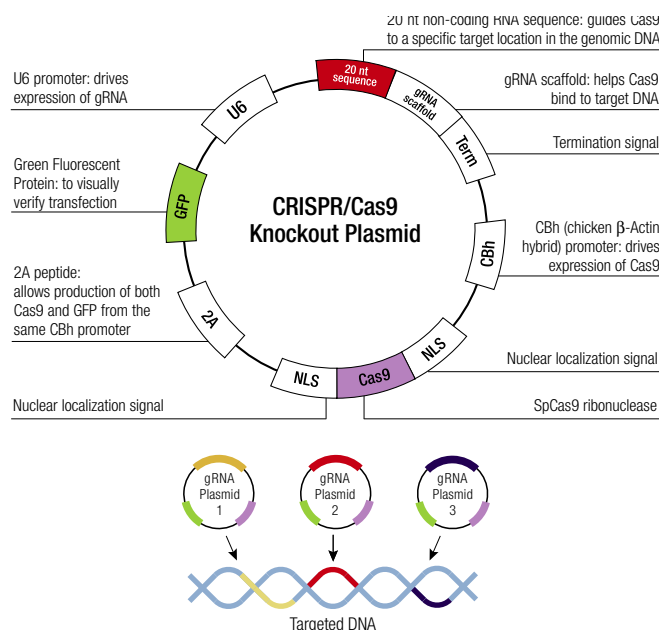 20 nt non-coding RNA sequence: guides Cas9
to a specific target location in the genomic DNA
U6 promoter: drives
expression of gRNA
20 nt
sequence
gRNA
scaffold
gRNA scaffold: helps Cas9
bind to target DNA
U6
Term
Termination signal
Green Fluorescent
Protein: to visually
verify transfection
GFP
CRISPR/Cas9
Knockout Plasmid
CBh
CBh (chicken β-Actin
hybrid) promoter: drives
expression of Cas9
2A peptide:
allows production of both
Cas9 and GFP from the
same CBh promoter
2A
NLS
Cas9
NLS
Nuclear localization signal
Nuclear localization signal
SpCas9 ribonuclease
gRNA
Plasmid
1
gRNA
Plasmid
2
gRNA
Plasmid
3
Targeted DNA